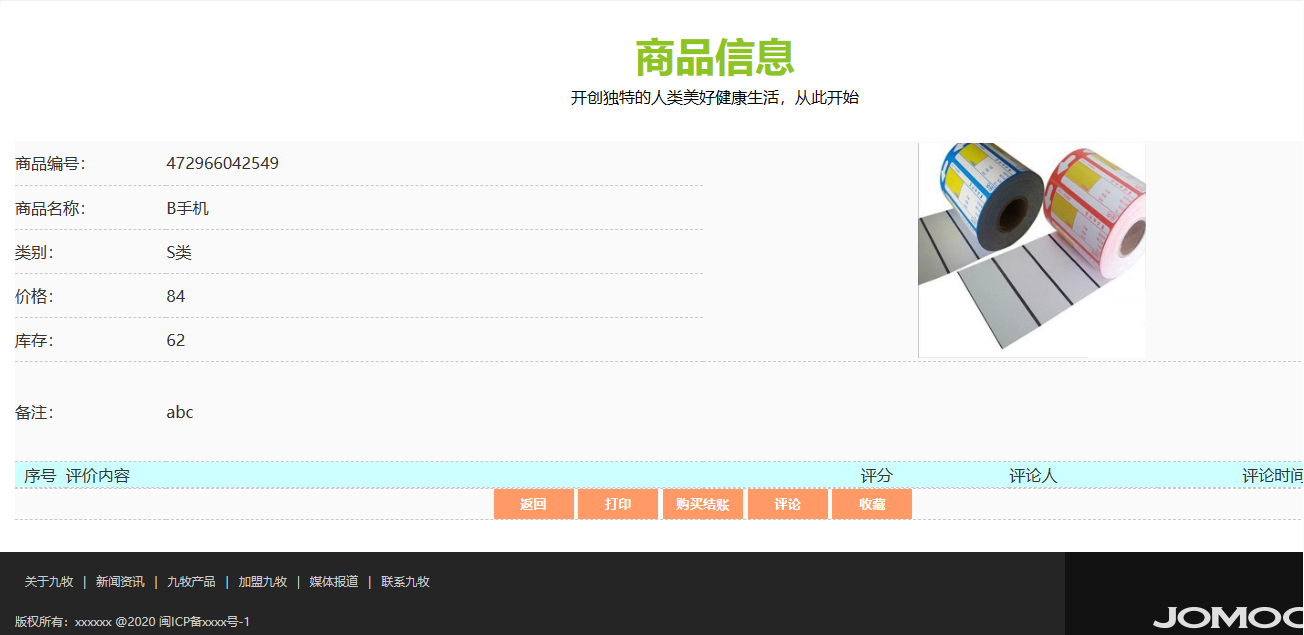 商品信息
开创独特的人类美好健康生活，从此开始
商品编号： 472966042549
商品名称： B手机
类别： S类
价格： 84
库存： 62
备注： abc
序号 评价内容 评分 评论人 评论时间
返回 打印 购买结账 评论 收藏
关于九牧 | 新闻资讯 | 九牧产品 | 加盟九牧 | 媒体报道 | 联系九牧
版权所有：xxxxxx @2020 闽ICP备xxxx号-1
JOMOO